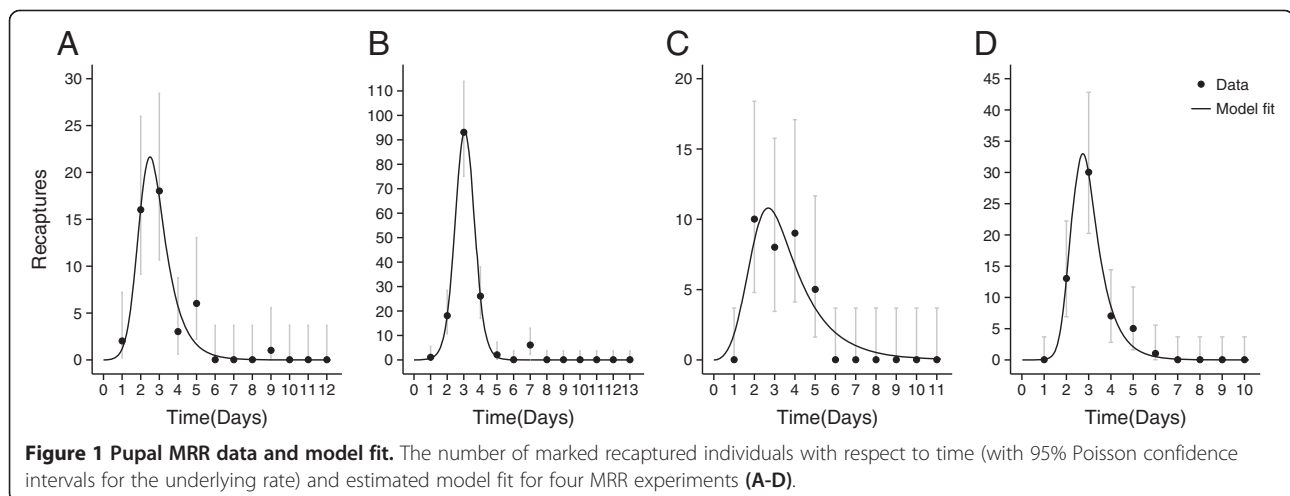 A
B
C
D
30
25
20
15
10
5
0
Recaptures
0 1 2 3 4 5 6 7 8 9 10 11 12
Time(Days)
110
100
90
80
70
60
50
40
30
20
10
0
0 1 2 3 4 5 6 7 8 9 10 11 12 13
Time(Days)
20
15
10
5
0
0 1 2 3 4 5 6 7 8 9 10 11
Time(Days)
45
40
35
30
25
20
15
10
5
0
0 1 2 3 4 5 6 7 8 9 10
Time(Days)
Data
Model fit
Figure 1 Pupal MRR data and model fit. The number of marked recaptured individuals with respect to time (with 95% Poisson confidence
intervals for the underlying rate) and estimated model fit for four MRR experiments (A-D).